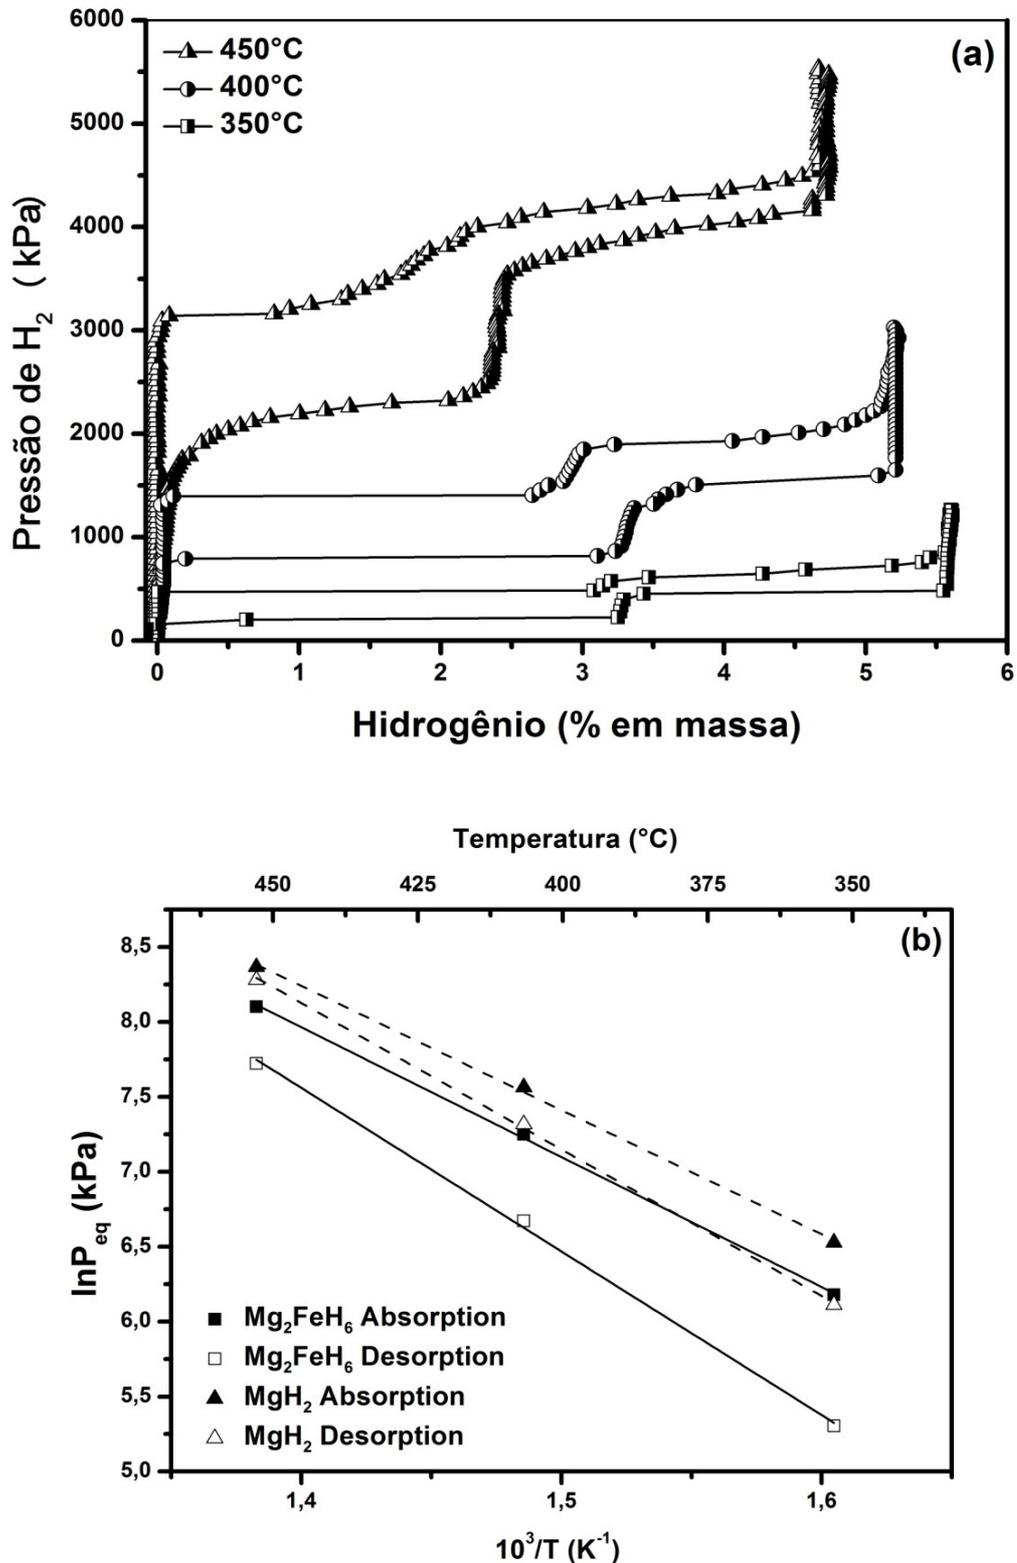 6000
5000
4000
3000
2000
1000
0
Pressão de H₂ ( kPa)
450°C
400°C
350°C
(a)
0 1 2 3 4 5 6
Hidrogênio (% em massa)
Temperatura (°C)
450 425 400 375 350
(b)
8,5
8,0
7,5
7,0
6,5
6,0
5,5
5,0
lnPeq (kPa)
Mg₂FeH₆ Absorption
Mg₂FeH₆ Desorption
MgH₂ Absorption
MgH₂ Desorption
1,4 1,5 1,6
10³/T (K⁻¹)